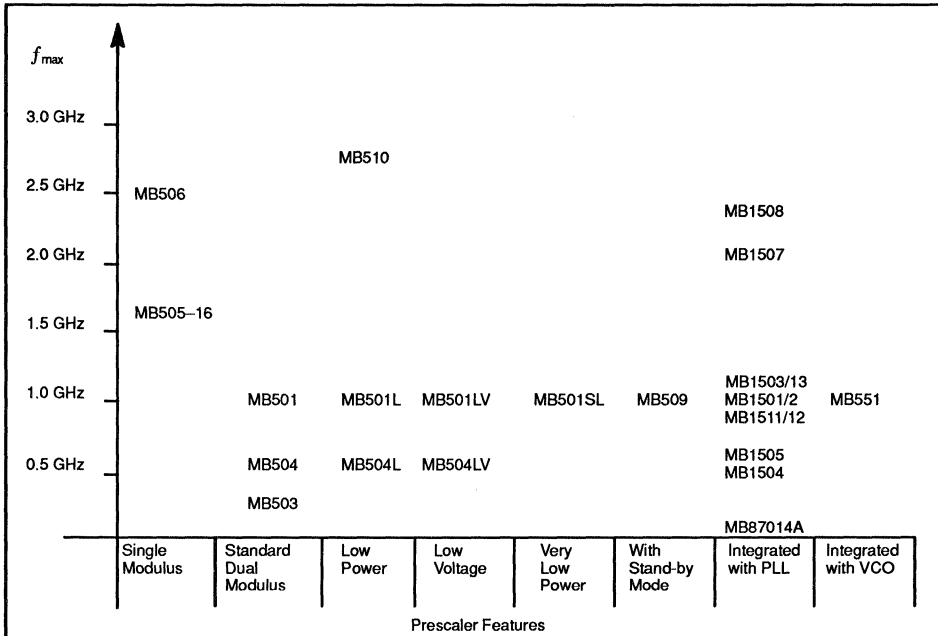 fmax
3.0 GHz
MB510
2.5 GHz
MB506
MB1508
2.0 GHz
MB1507
MB505–16
1.5 GHz
MB1503/13
1.0 GHz
MB501
MB501L
MB501LV
MB501SL
MB509
MB1501/2
MB551
MB1511/12
MB1505
0.5 GHz
MB504
MB504L
MB504LV
MB1504
MB503
MB87014A
Single
Modulus
Standard
Dual
Modulus
Low
Power
Low
Voltage
Very
Low
Power
With
Stand-by
Mode
Integrated
with PLL
Integrated
with VCO
Prescaler Features